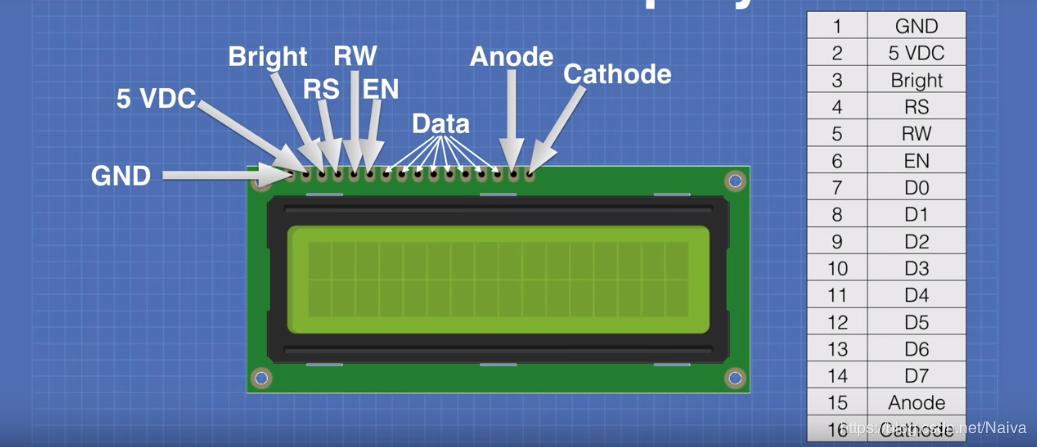 Bright
RW
Anode
Cathode
5 VDC
RS
EN
Data
GND
1 GND
2 5 VDC
3 Bright
4 RS
5 RW
6 EN
7 D0
8 D1
9 D2
10 D3
11 D4
12 D5
13 D6
14 D7
15 Anode
16 Cathode
https://blog.csdn.net/Naiva